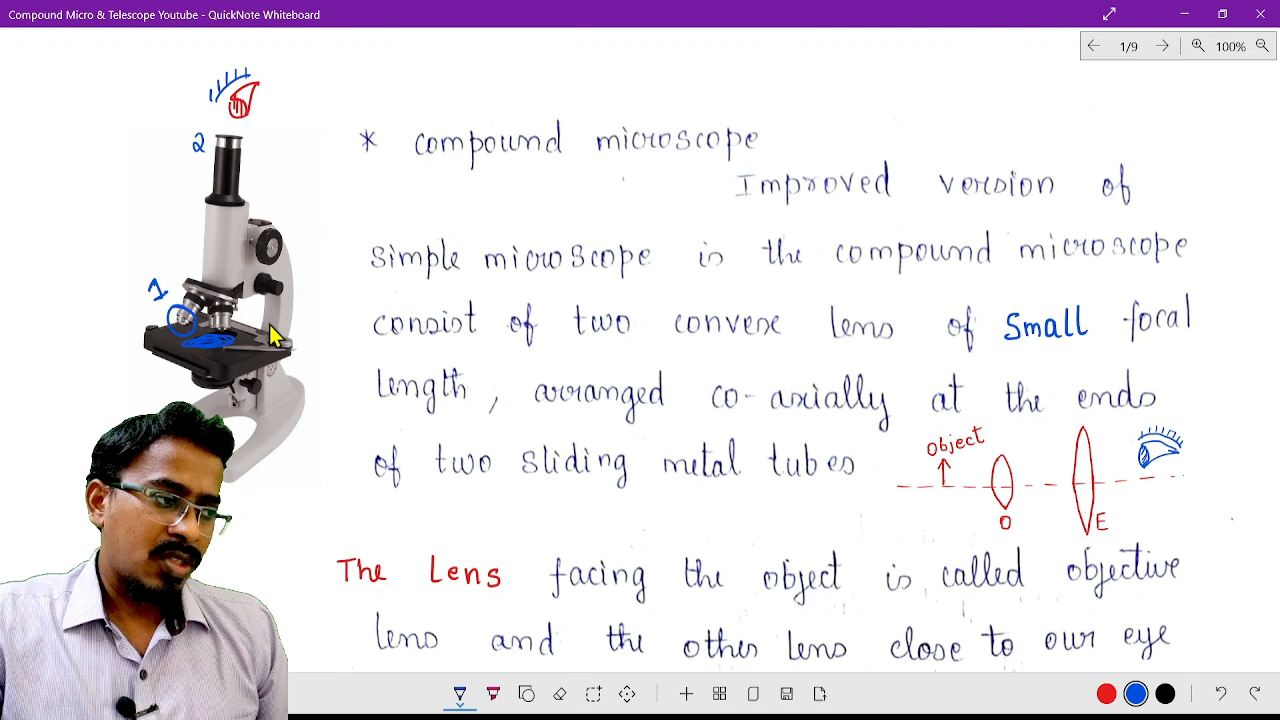 Compound Micro & Telescope Youtube - QuickNote Whiteboard
1/9
100%
2
* compound microscope
Improved version of
simple microscope is the compound microscope
1
consist of two convex lens of small focal
length, arranged co-axially at the ends
of two sliding metal tubes
object
O
E
The Lens facing the object is called objective
lens and the other lens close to our eye